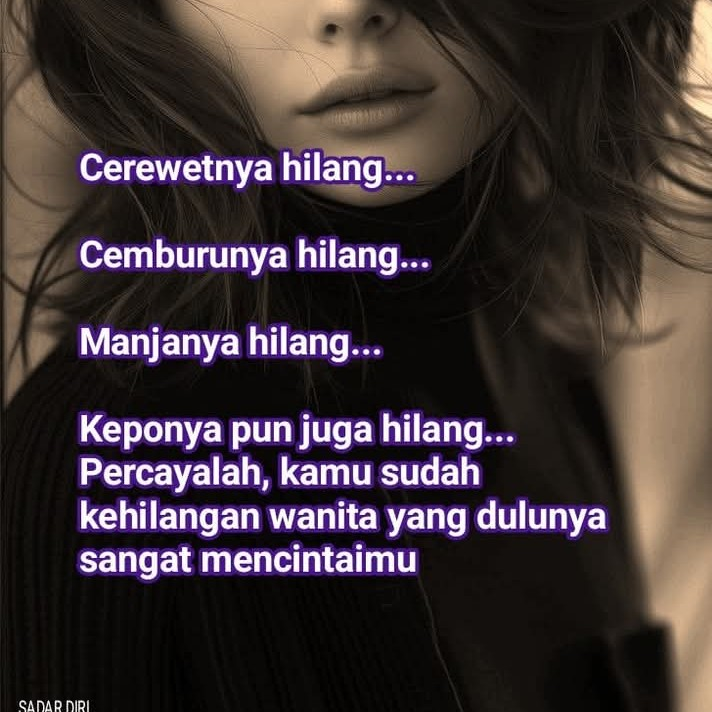 Cerewetnya hilang...
Cemburunya hilang...
Manjanya hilang...
Keponya pun juga hilang...
Percayalah, kamu sudah
kehilangan wanita yang dulunya
sangat mencintaimu
SADAR DIRI